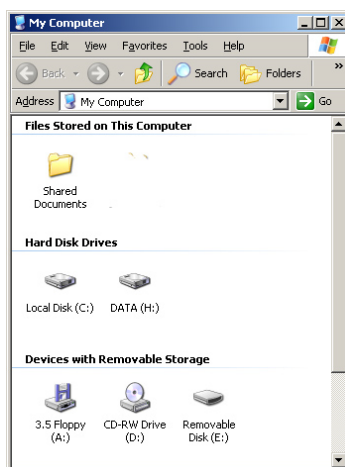 My Computer
File Edit View Favorites Tools Help
Back Search Folders »
Address My Computer Go
Files Stored on This Computer
Shared
Documents
Hard Disk Drives
Local Disk (C:) DATA (H:)
Devices with Removable Storage
3.5 Floppy CD-RW Drive Removable
(A:) (D:) Disk (E:)